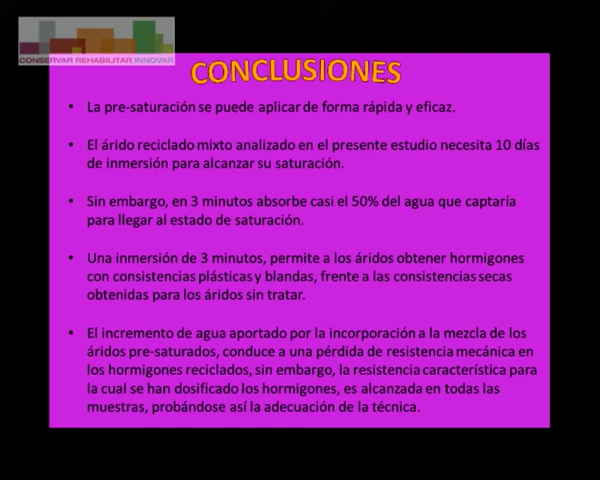 CONSERVAR REHABILITAR INNOVAR
CONCLUSIONES
• La pre-saturación se puede aplicar de forma rápida y eficaz.
• El árido reciclado mixto analizado en el presente estudio necesita 10 días
de inmersión para alcanzar su saturación.
• Sin embargo, en 3 minutos absorbe casi el 50% del agua que captaría
para llegar al estado de saturación.
• Una inmersión de 3 minutos, permite a los áridos obtener hormigones
con consistencias plásticas y blandas, frente a las consistencias secas
obtenidas para los áridos sin tratar.
• El incremento de agua aportado por la incorporación a la mezcla de los
áridos pre-saturados, conduce a una pérdida de resistencia mecánica en
los hormigones reciclados, sin embargo, la resistencia característica para
la cual se han dosificado los hormigones, es alcanzada en todas las
muestras, probándose así la adecuación de la técnica.